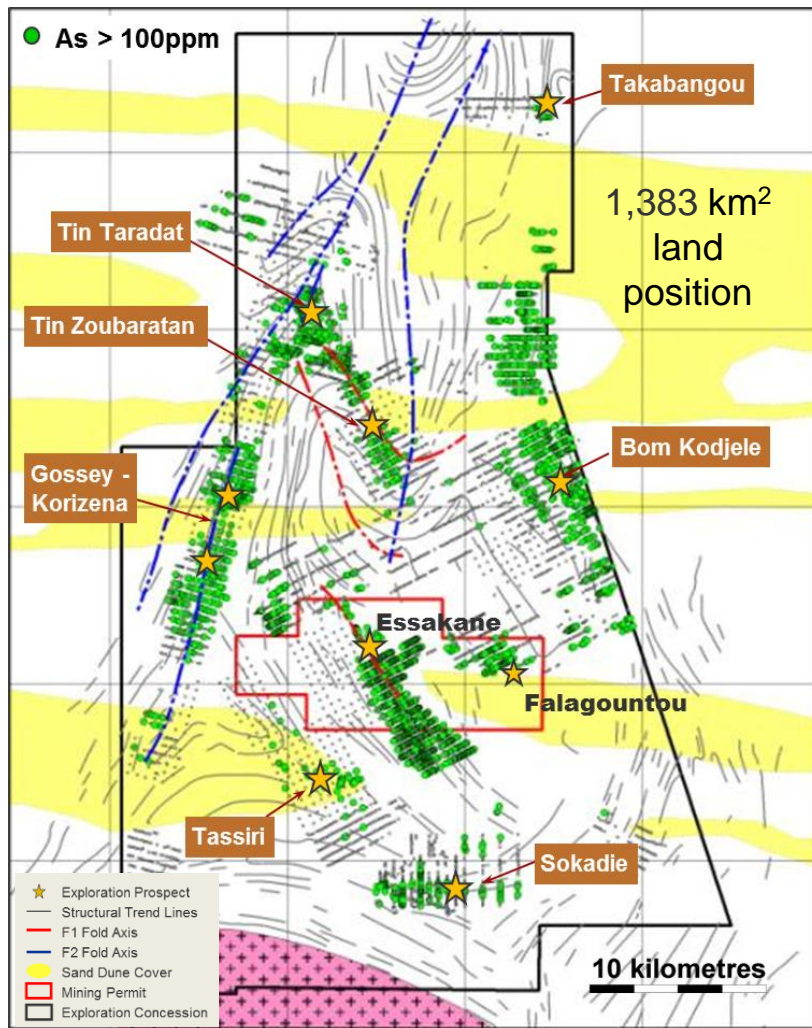 As > 100ppm
Takabangou
1,383 km²
land
position
Tin Taradat
Tin Zoubaratan
Bom Kodjele
Gossey -
Korizena
Essakane
Falagountou
Tassiri
Sokadie
Exploration Prospect
Structural Trend Lines
F1 Fold Axis
F2 Fold Axis
Sand Dune Cover
Mining Permit
Exploration Concession
10 kilometres